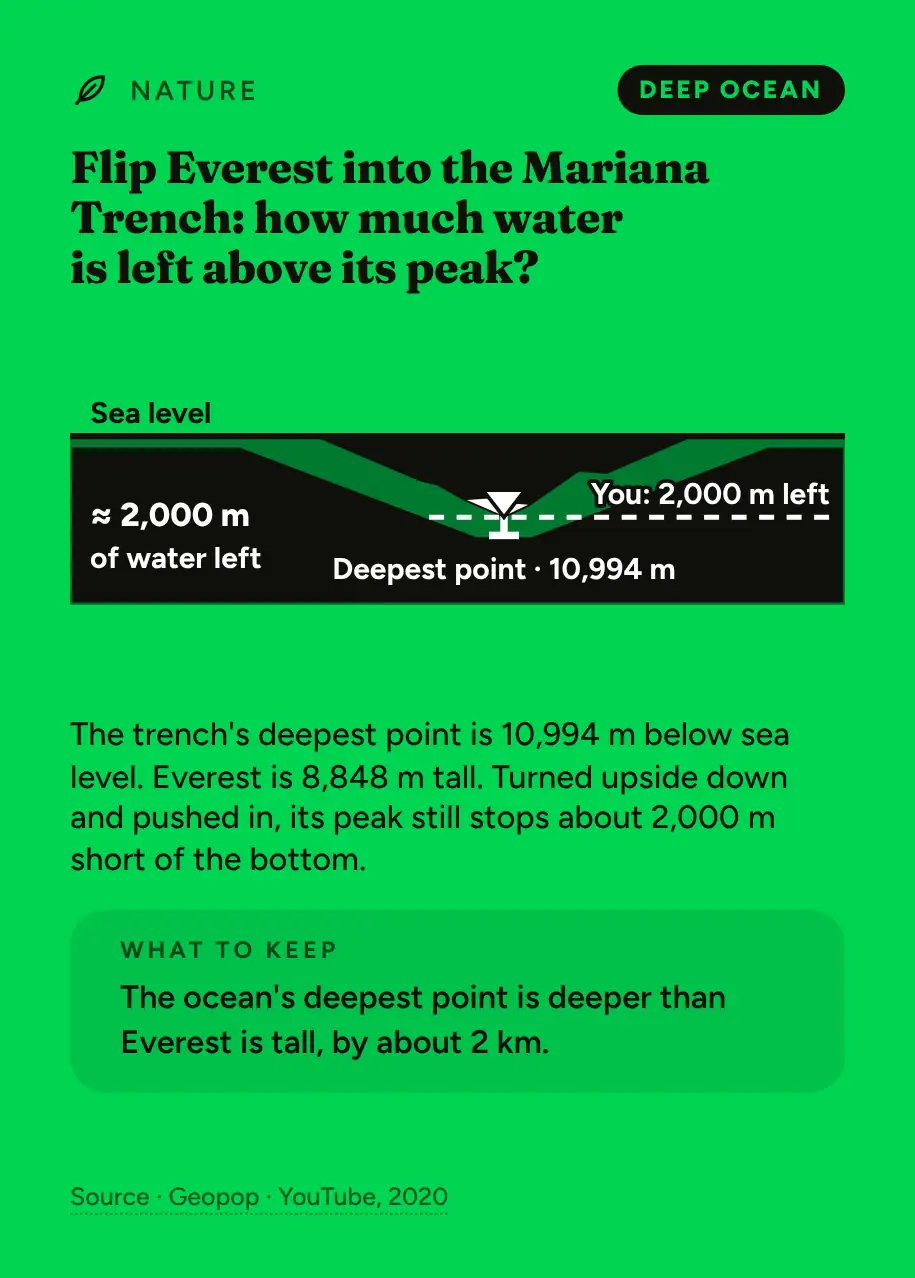 NATURE
DEEP OCEAN
Flip Everest into the Mariana
Trench: how much water
is left above its peak?
Sea level
≈ 2,000 m
of water left
You: 2,000 m left
Deepest point · 10,994 m
The trench's deepest point is 10,994 m below sea
level. Everest is 8,848 m tall. Turned upside down
and pushed in, its peak still stops about 2,000 m
short of the bottom.
WHAT TO KEEP
The ocean's deepest point is deeper than
Everest is tall, by about 2 km.
Source · Geopop · YouTube, 2020